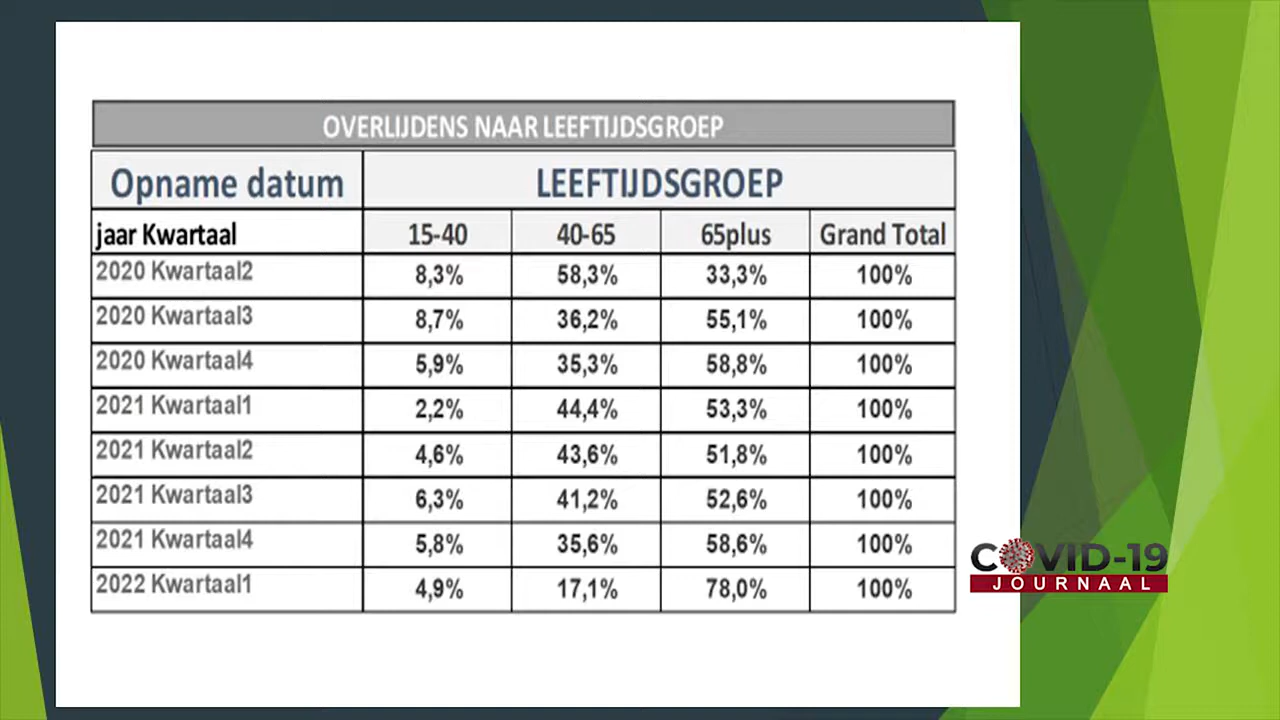 OVERLIJDENS NAAR LEEFTIJDSGROEP
Opname datum LEEFTIJDSGROEP
jaar Kwartaal 15-40 40-65 65plus Grand Total
2020 Kwartaal2 8,3% 58,3% 33,3% 100%
2020 Kwartaal3 8,7% 36,2% 55,1% 100%
2020 Kwartaal4 5,9% 35,3% 58,8% 100%
2021 Kwartaal1 2,2% 44,4% 53,3% 100%
2021 Kwartaal2 4,6% 43,6% 51,8% 100%
2021 Kwartaal3 6,3% 41,2% 52,6% 100%
2021 Kwartaal4 5,8% 35,6% 58,6% 100%
2022 Kwartaal1 4,9% 17,1% 78,0% 100%
COVID-19
JOURNAAL